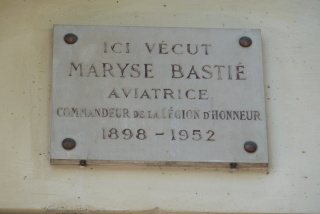 ICI VÉCUT
MARYSE BASTIÉ
AVIATRICE
COMMANDEUR DE LA LÉGION D'HONNEUR
1898 - 1952